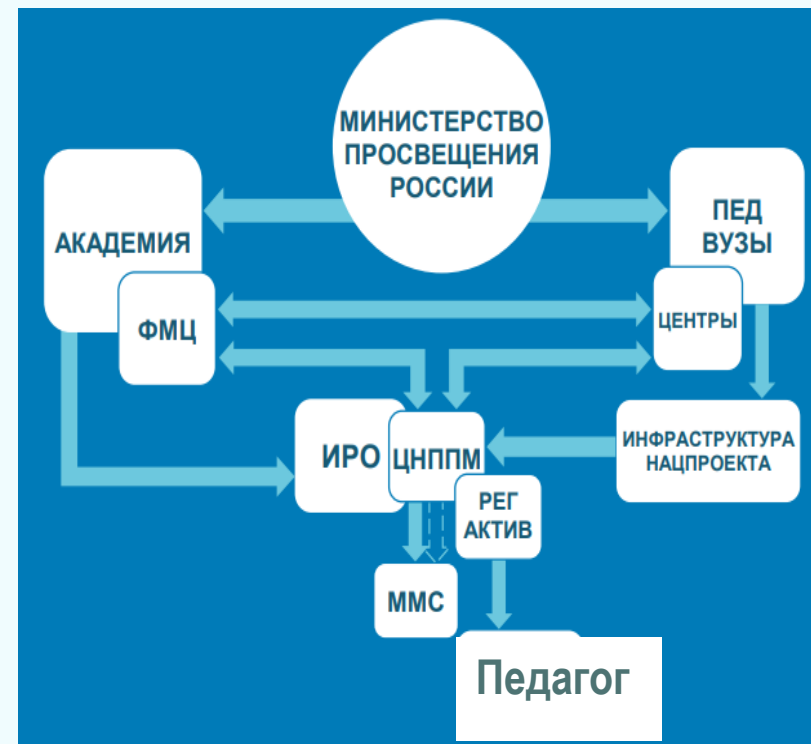 МИНИСТЕРСТВО
ПРОСВЕЩЕНИЯ
РОССИИ
АКАДЕМИЯ
ПЕД
ВУЗЫ
ФМЦ
ЦЕНТРЫ
ИРО
ЦНППМ
ИНФРАСТРУКТУРА
НАЦПРОЕКТА
РЕГ
АКТИВ
ММС
Педагог